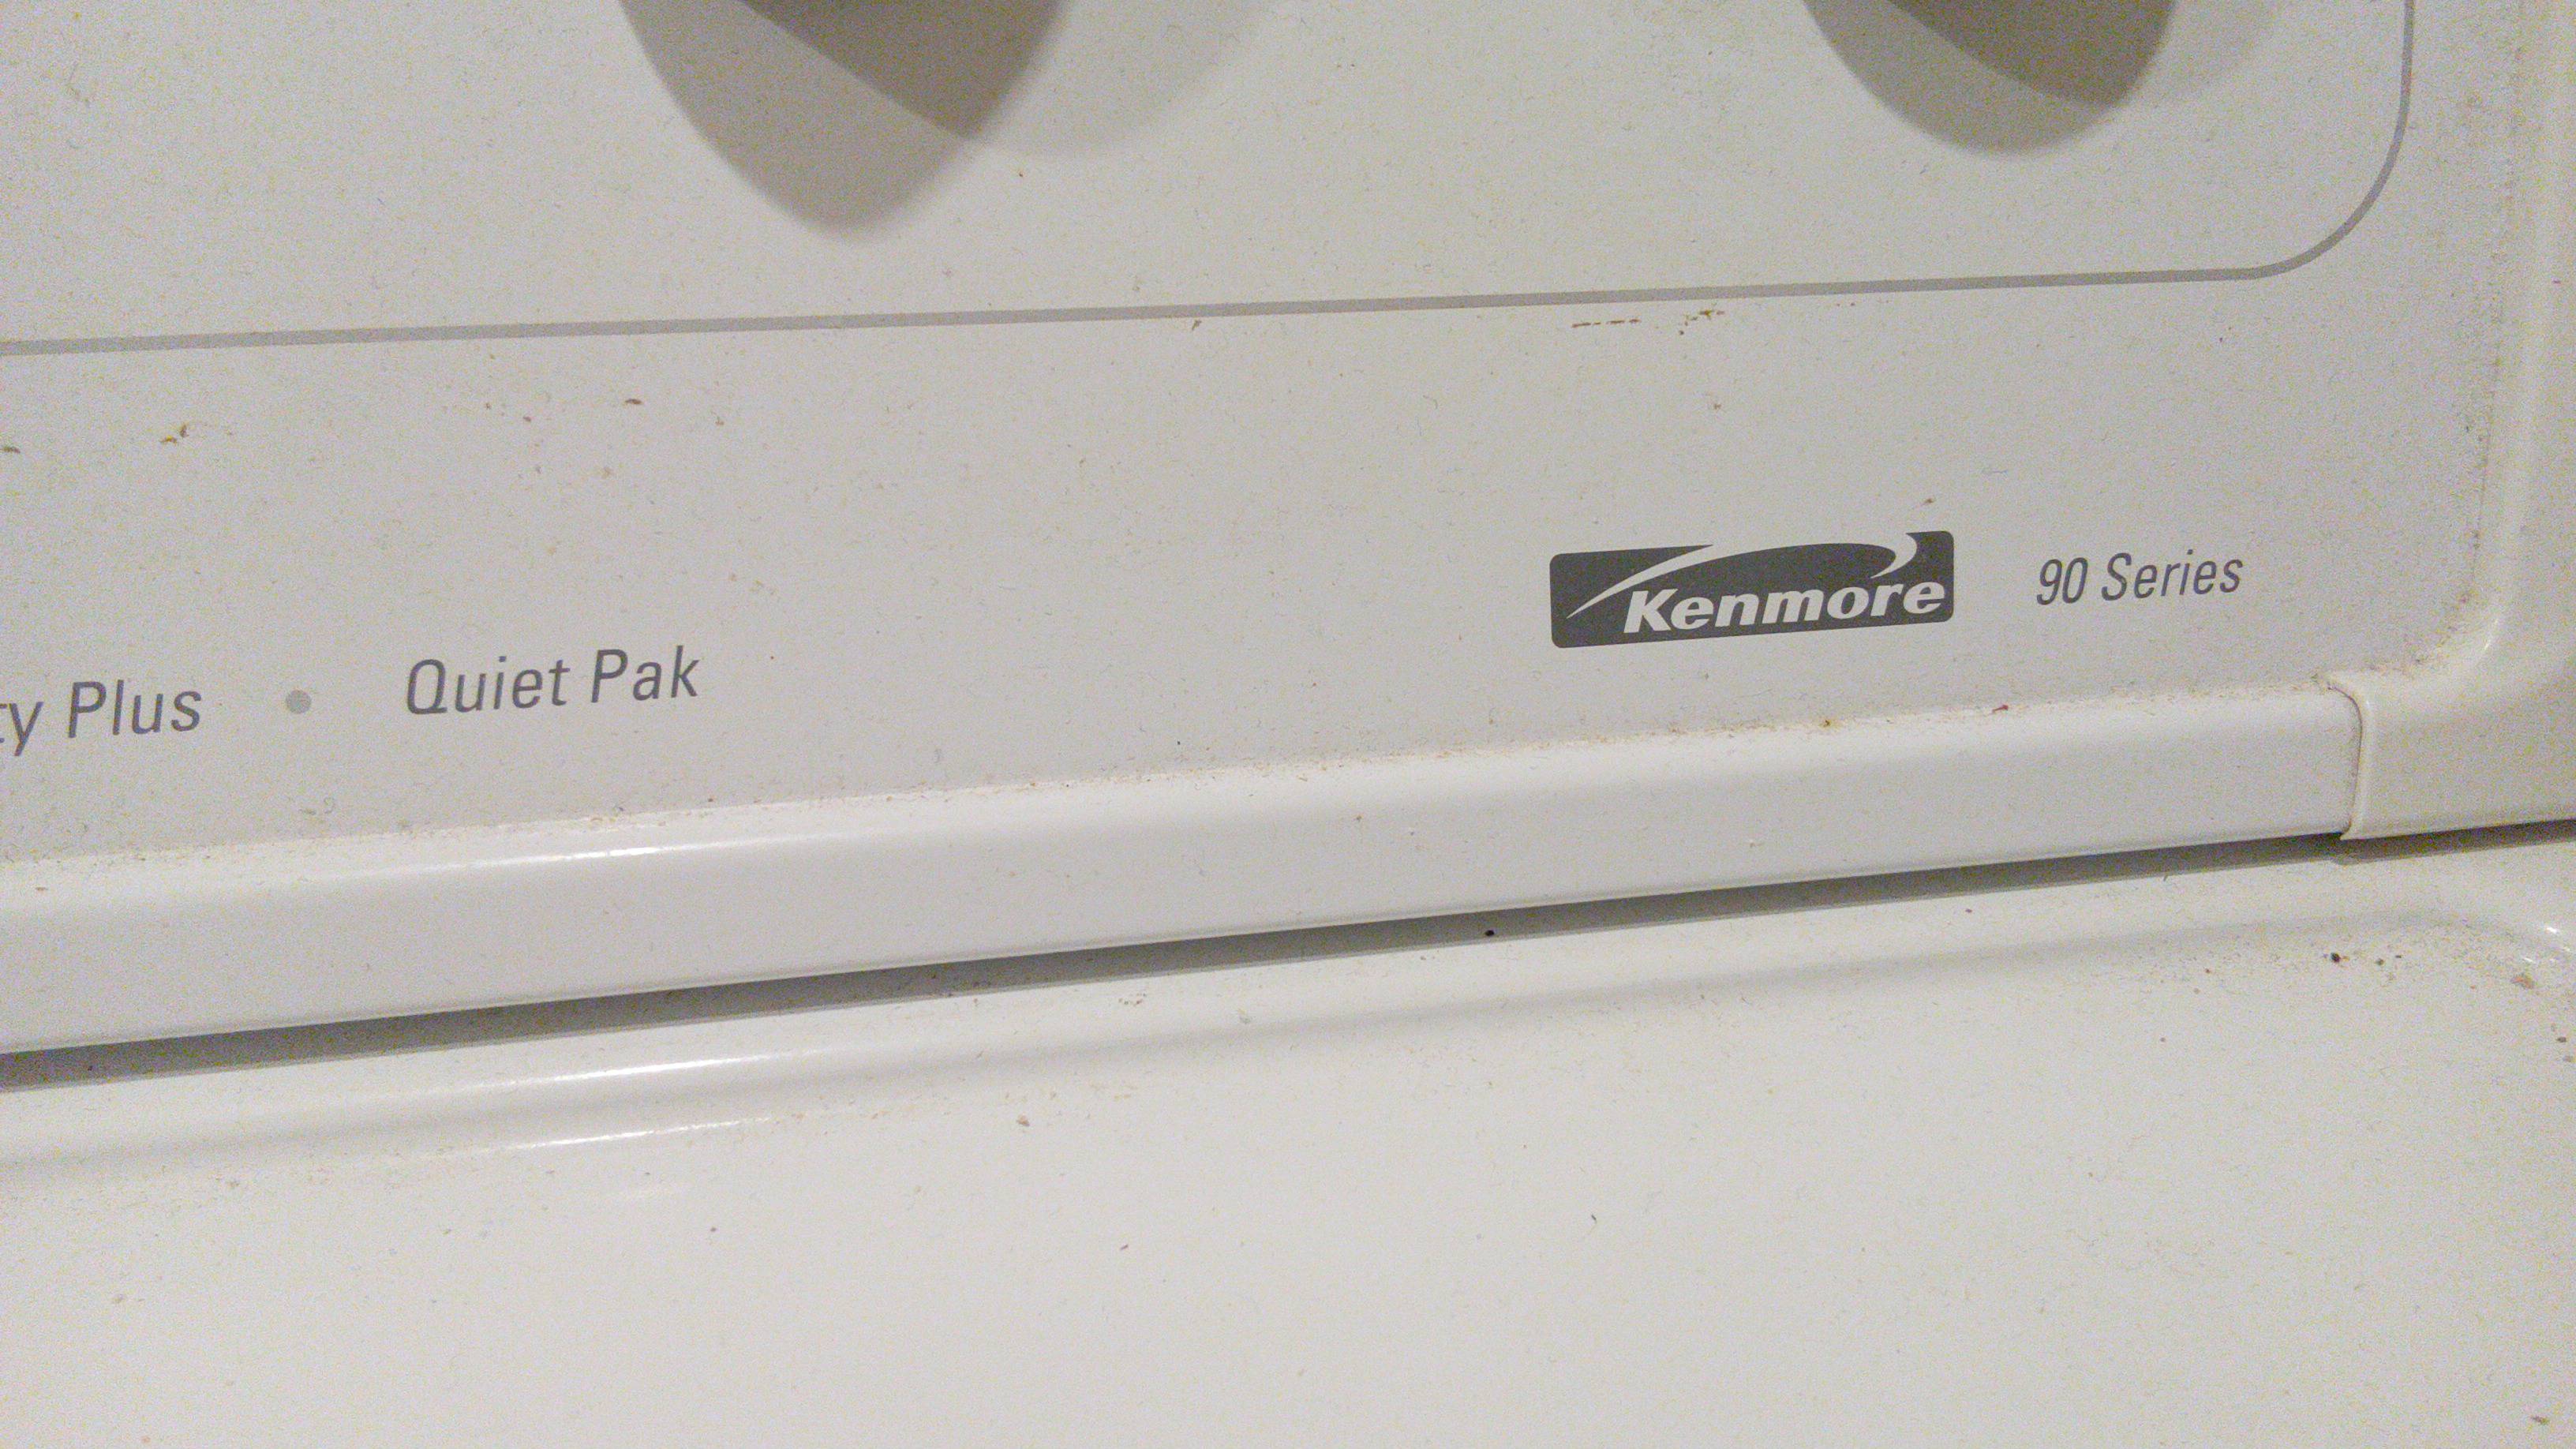 Kenmore 90 Series
Plus • Quiet Pak